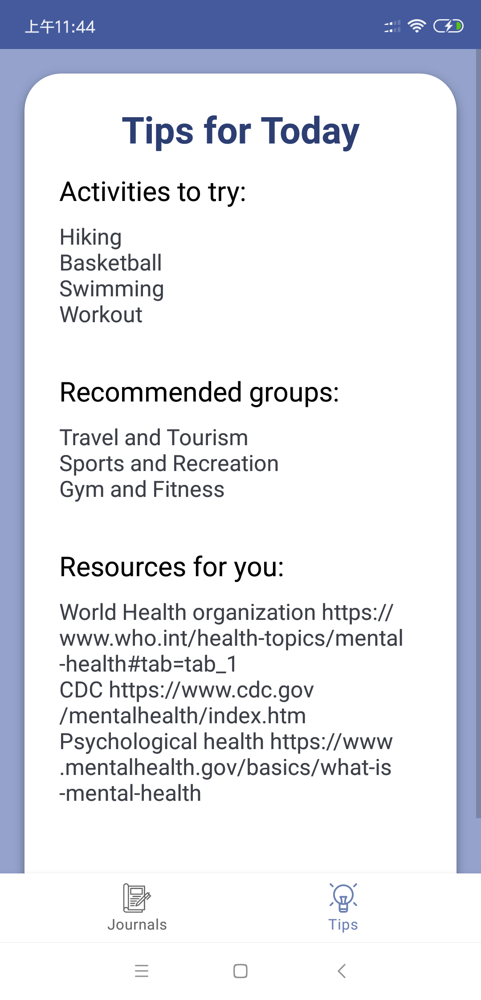 上午11:44
Tips for Today
Activities to try:
Hiking
Basketball
Swimming
Workout
Recommended groups:
Travel and Tourism
Sports and Recreation
Gym and Fitness
Resources for you:
World Health organization https://
www.who.int/health-topics/mental
-health#tab=tab_1
CDC https://www.cdc.gov
/mentalhealth/index.htm
Psychological health https://www
.mentalhealth.gov/basics/what-is
-mental-health
Journals
Tips